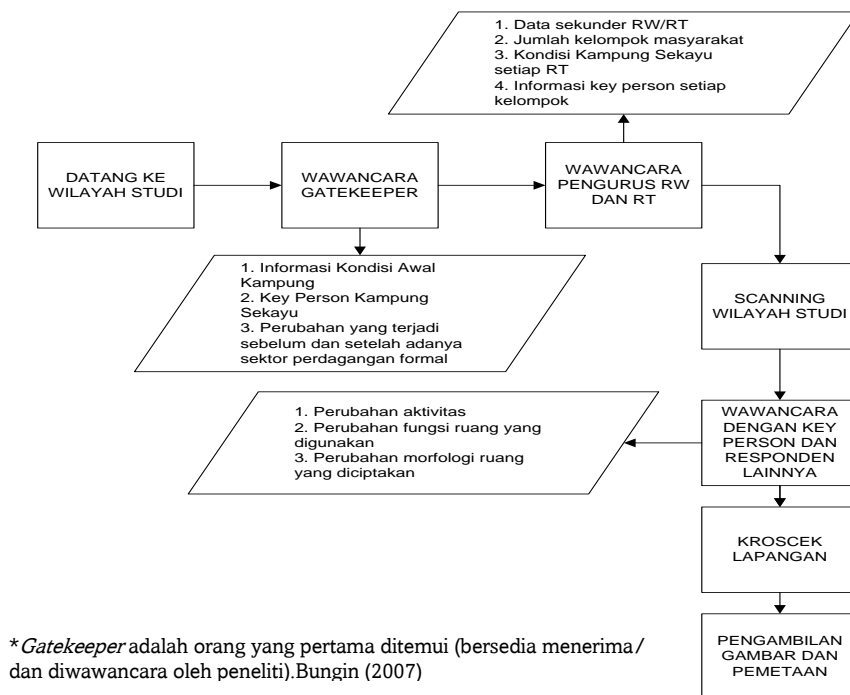 1. Data sekunder RW/RT
2. Jumlah kelompok masyarakat
3. Kondisi Kampung Sekayu
setiap RT
4. Informasi key person setiap
kelompok
DATANG KE
WILAYAH STUDI
WAWANCARA
GATEKEEPER
WAWANCARA
PENGURUS RW
DAN RT
1. Informasi Kondisi Awal
Kampung
2. Key Person Kampung
Sekayu
3. Perubahan yang terjadi
sebelum dan setelah adanya
sektor perdagangan formal
SCANNING
WILAYAH STUDI
WAWANCARA
DENGAN KEY
PERSON DAN
RESPONDEN
LAINNYA
1. Perubahan aktivitas
2. Perubahan fungsi ruang yang
digunakan
3. Perubahan morfologi ruang
yang diciptakan
KROSCEK
LAPANGAN
PENGAMBILAN
GAMBAR DAN
PEMETAAN
*Gatekeeper adalah orang yang pertama ditemui (bersedia menerima/
dan diwawancara oleh peneliti).Bungin (2007)